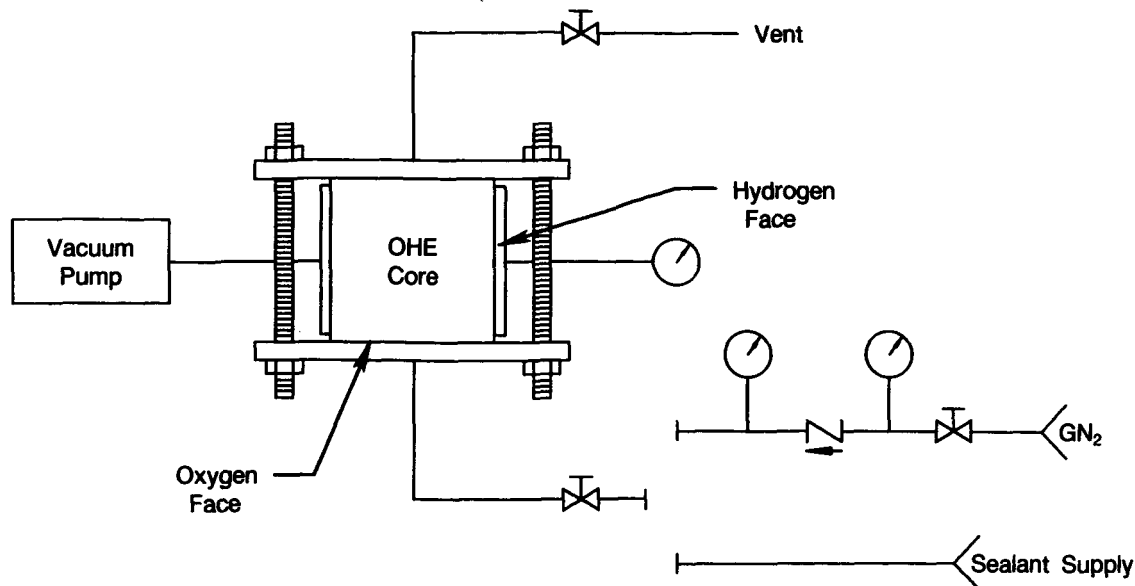 Vent
Hydrogen
Face
Vacuum
Pump
OHE
Core
GN₂
Oxygen
Face
Sealant Supply